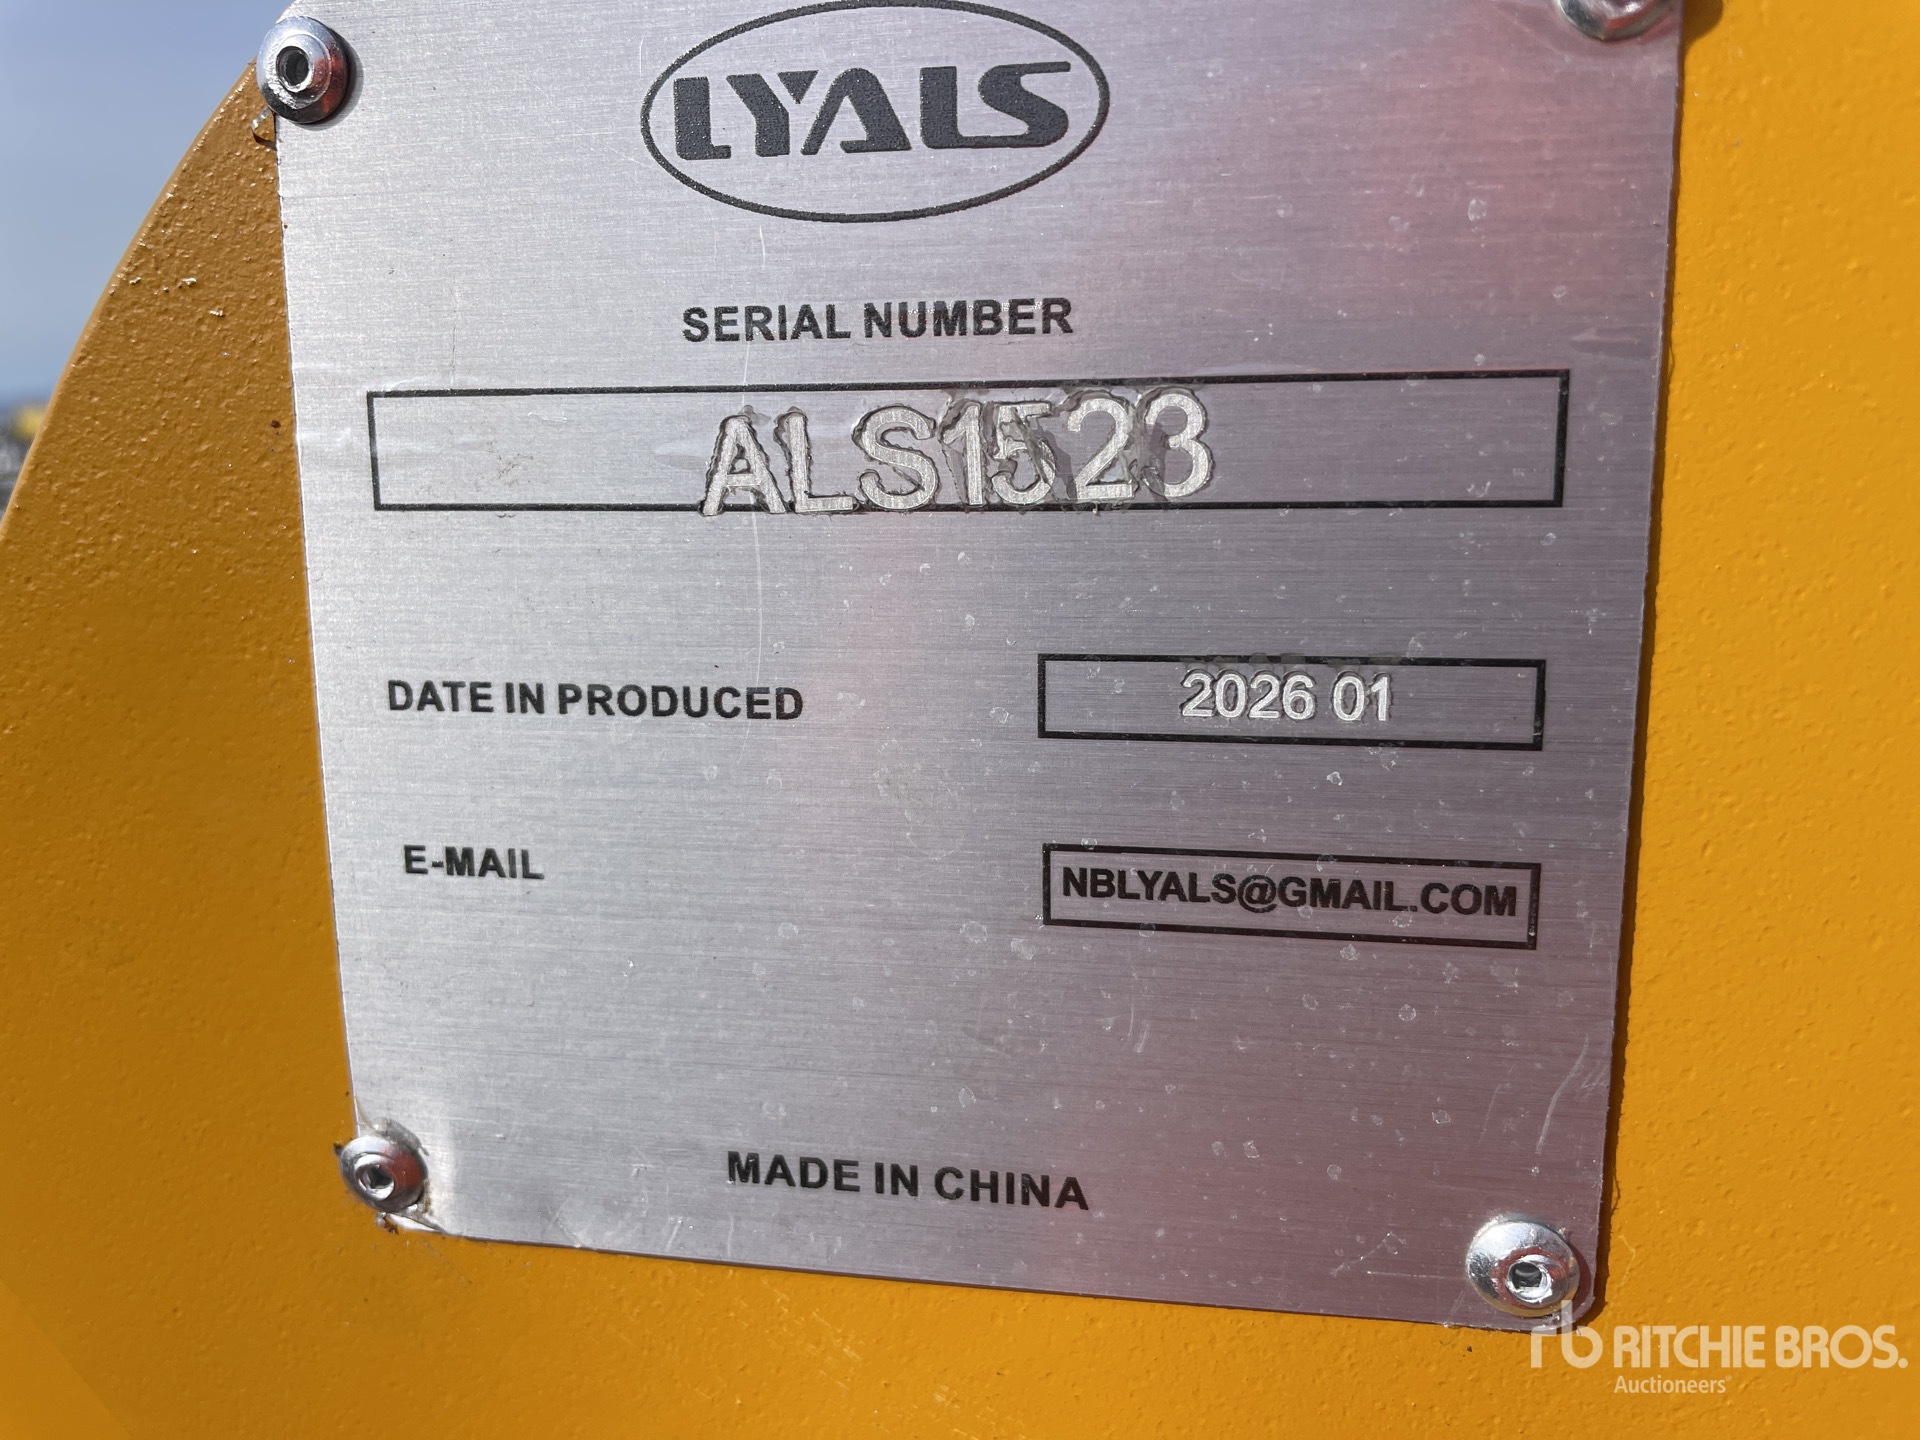 LYALS
SERIAL NUMBER
ALS1523
DATE IN PRODUCED
2026 01
E-MAIL
NBLYALS@GMAIL.COM
MADE IN CHINA
rb RITCHIE BROS.
Auctioneers